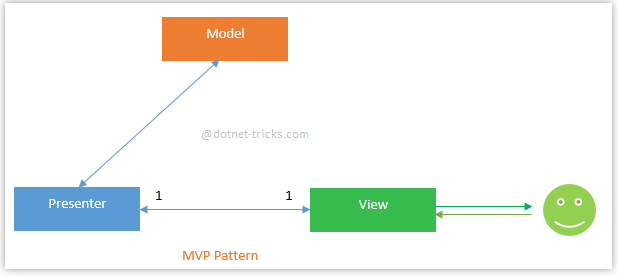 Model
@dotnet-tricks.com
Presenter
1
1
View
MVP Pattern